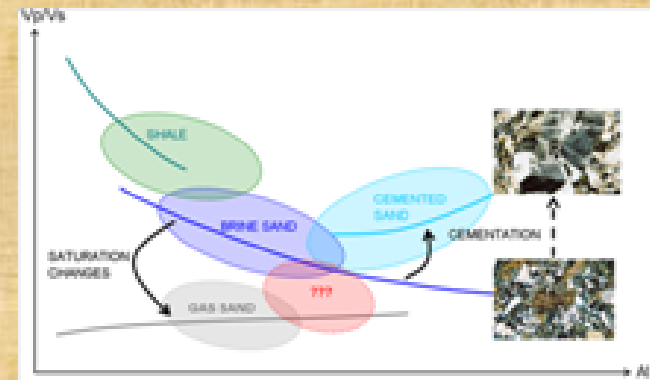 Vp/Vs
SHALE
CEMENTED
SAND
BRINE SAND
CEMENTATION
SATURATION
CHANGES
???
GAS SAND
AI